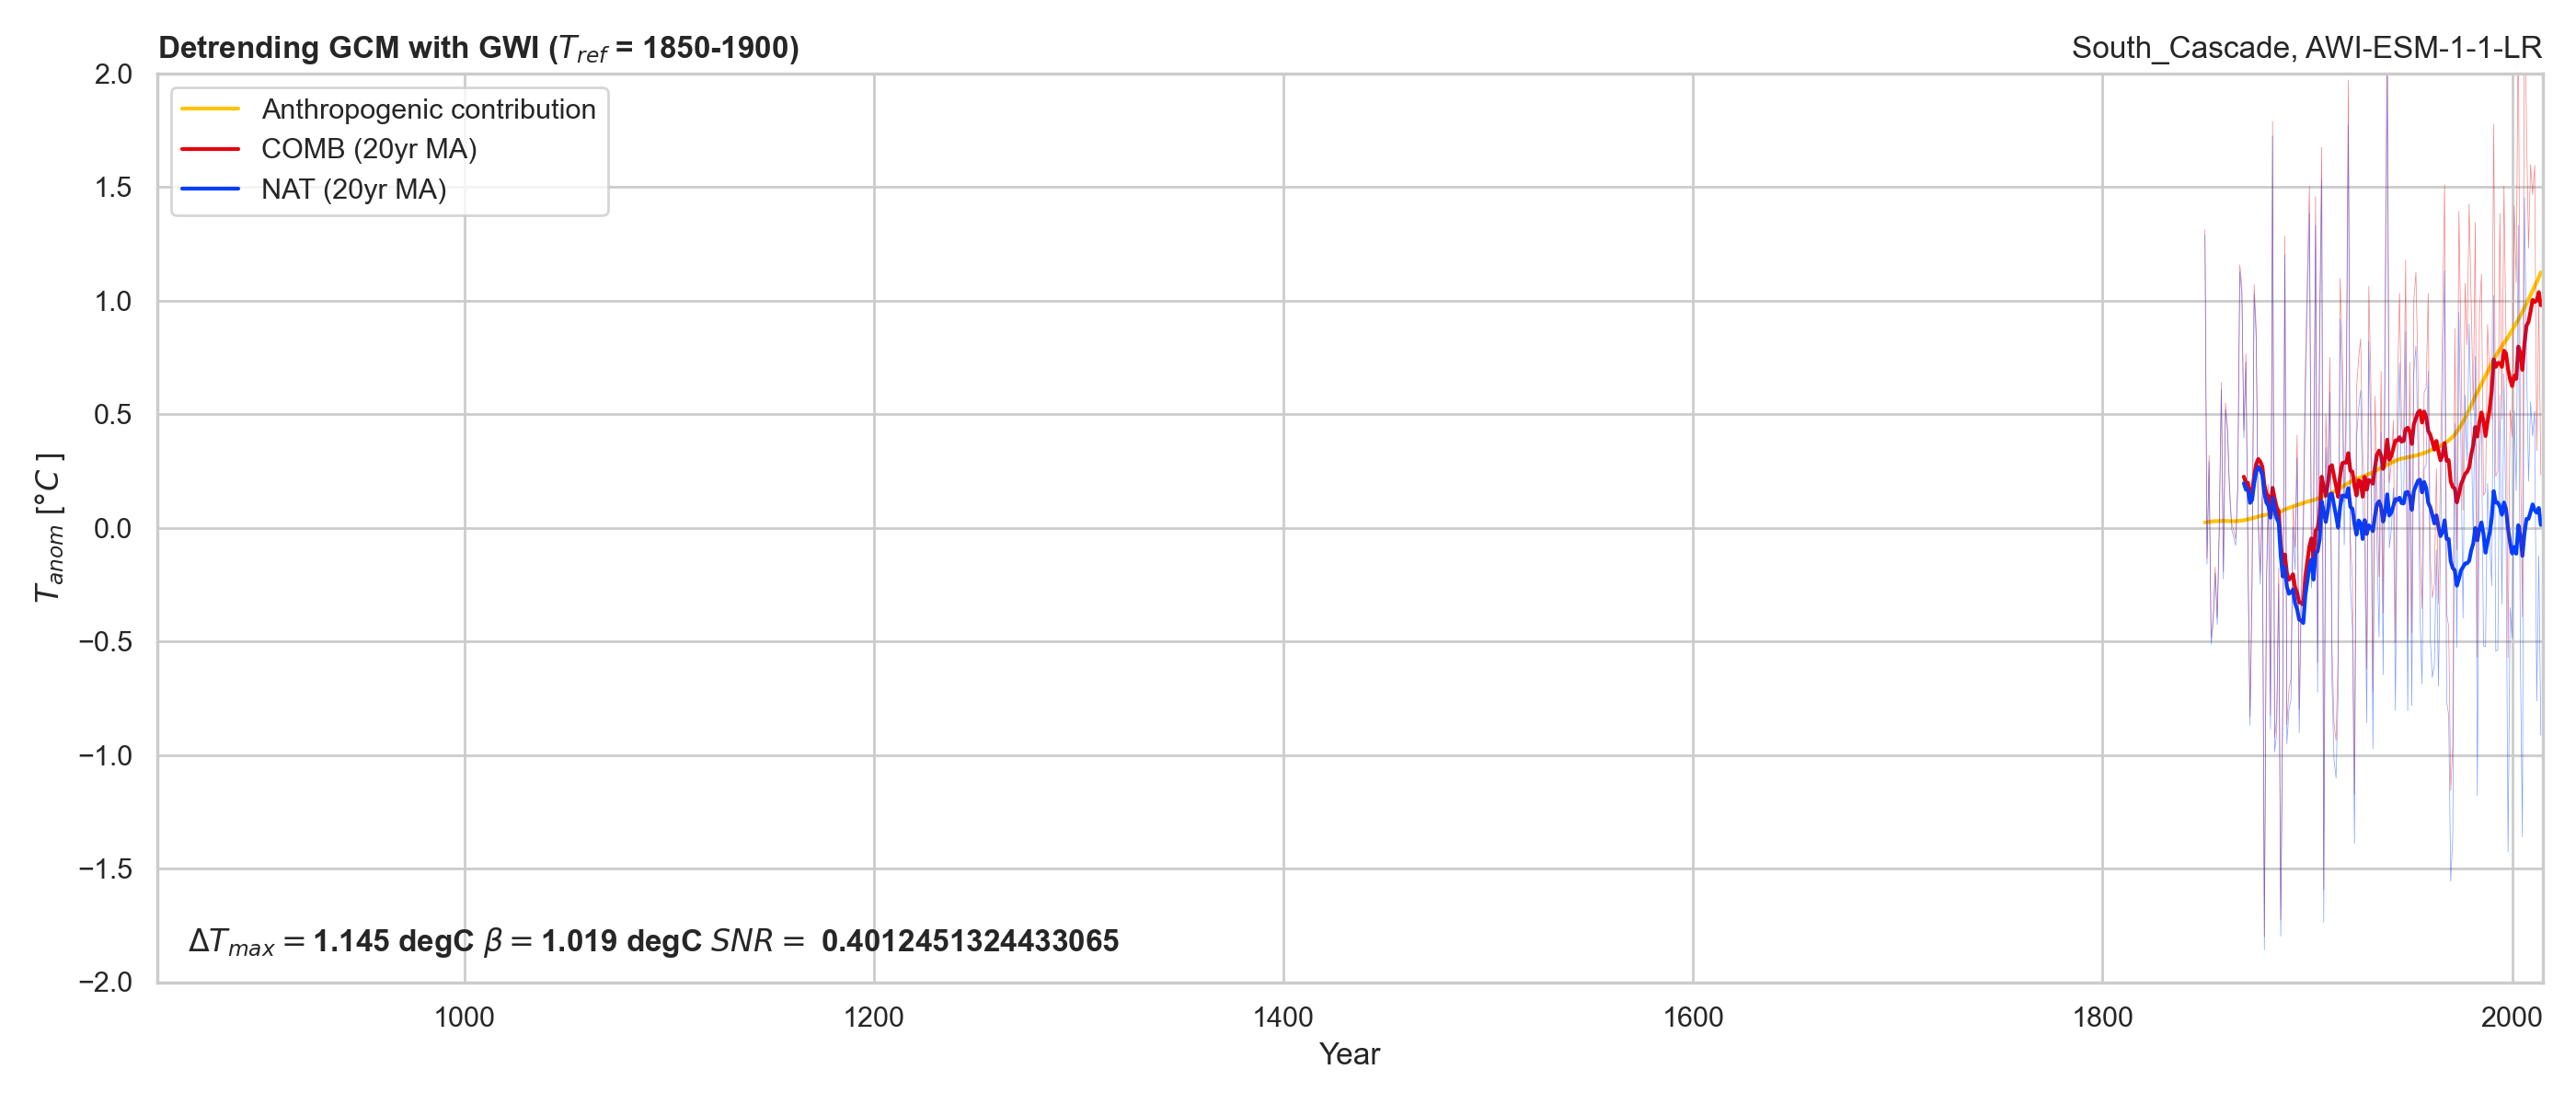 Detrending GCM with GWI (T_ref = 1850-1900)
South_Cascade, AWI-ESM-1-1-LR
2.0
1.5
1.0
0.5
0.0
−0.5
−1.0
−1.5
−2.0
T_anom [°C ]
Anthropogenic contribution
COMB (20yr MA)
NAT (20yr MA)
ΔT_max = 1.145 degC β = 1.019 degC SNR = 0.4012451324433065
1000 1200 1400 1600 1800 2000
Year